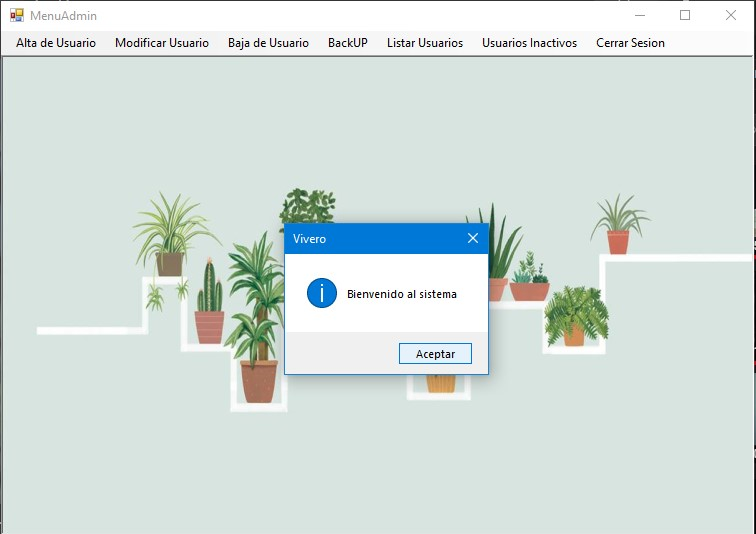 MenuAdmin
Alta de Usuario Modificar Usuario Baja de Usuario BackUP Listar Usuarios Usuarios Inactivos Cerrar Sesion
Vivero
Bienvenido al sistema
Aceptar